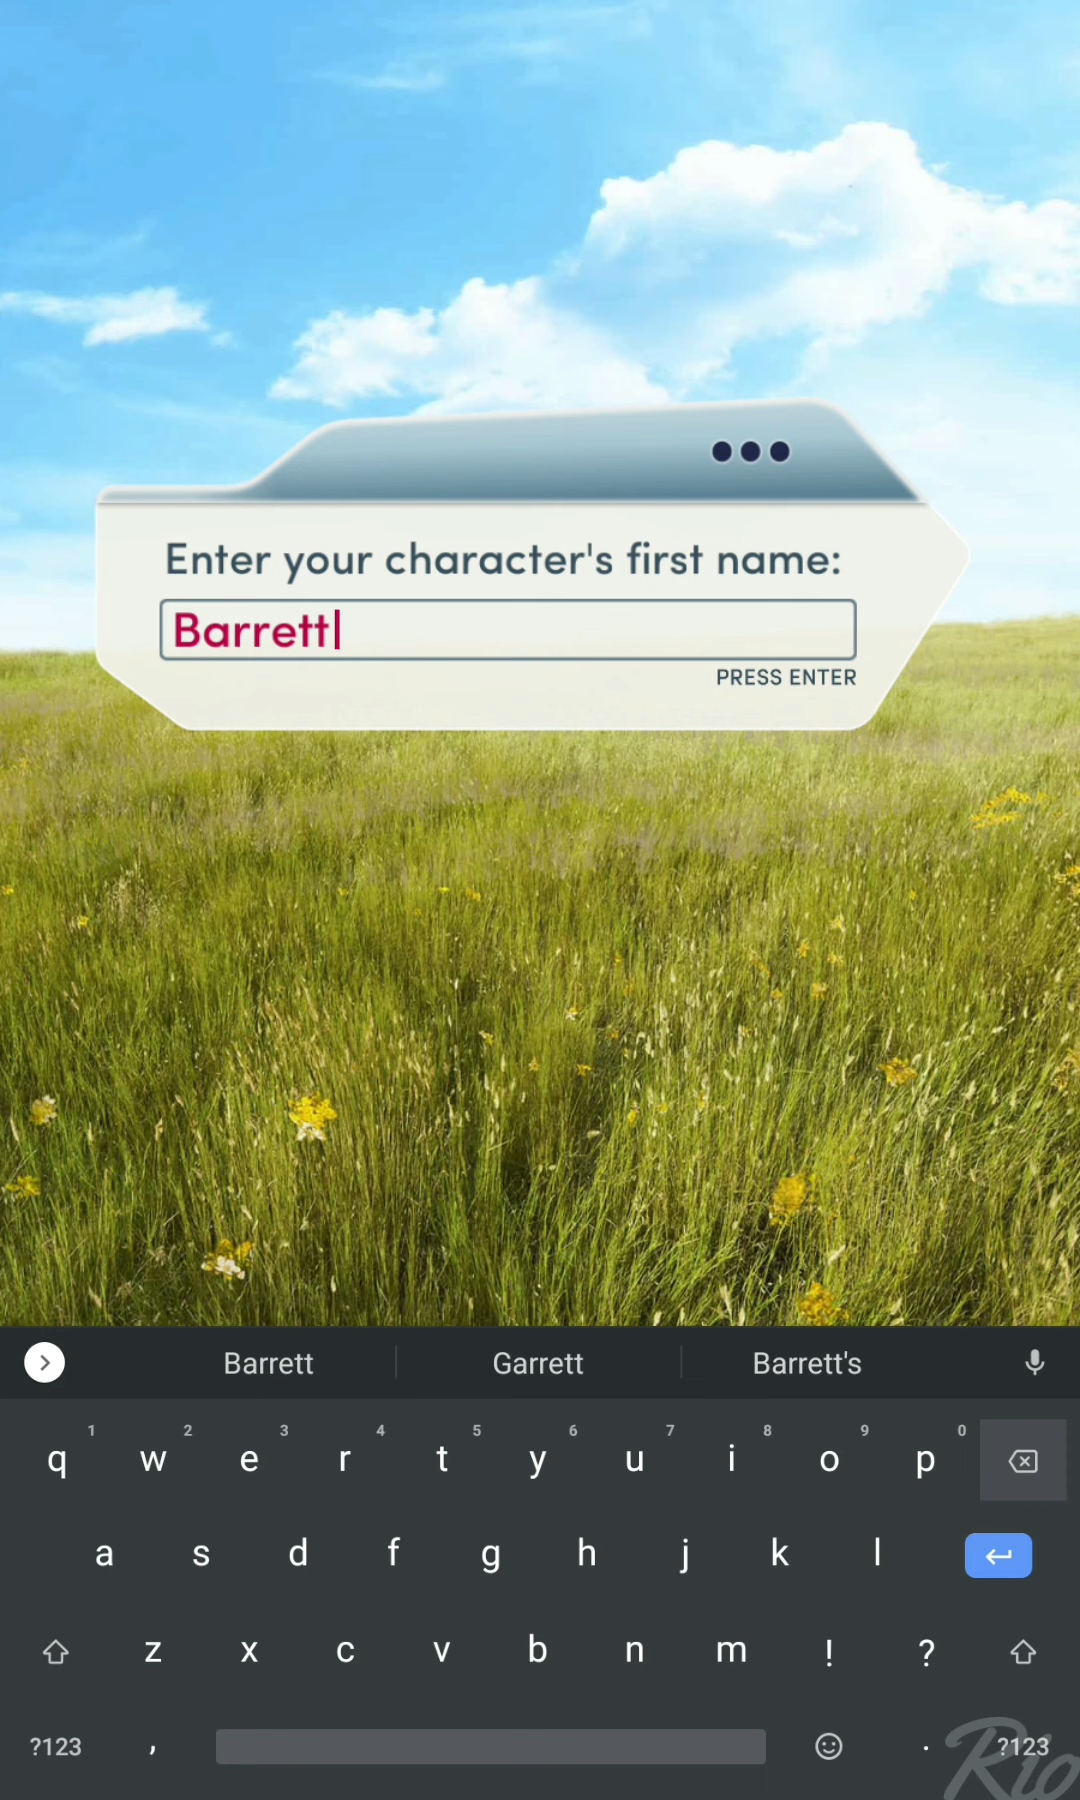 Enter your character's first name:
Barrett
PRESS ENTER
Barrett Garrett Barrett's
1 2 3 4 5 6 7 8 9 0
q w e r t y u i o p
a s d f g h j k l
z x c v b n m ! ?
?123 , . ?123
Rio